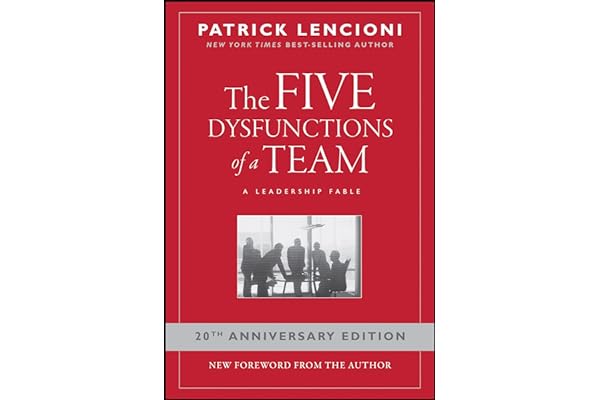 PATRICK LENCIONI
NEW YORK TIMES BEST-SELLING AUTHOR
The FIVE
DYSFUNCTIONS
of a TEAM
A LEADERSHIP FABLE
20TH ANNIVERSARY EDITION
NEW FOREWORD FROM THE AUTHOR